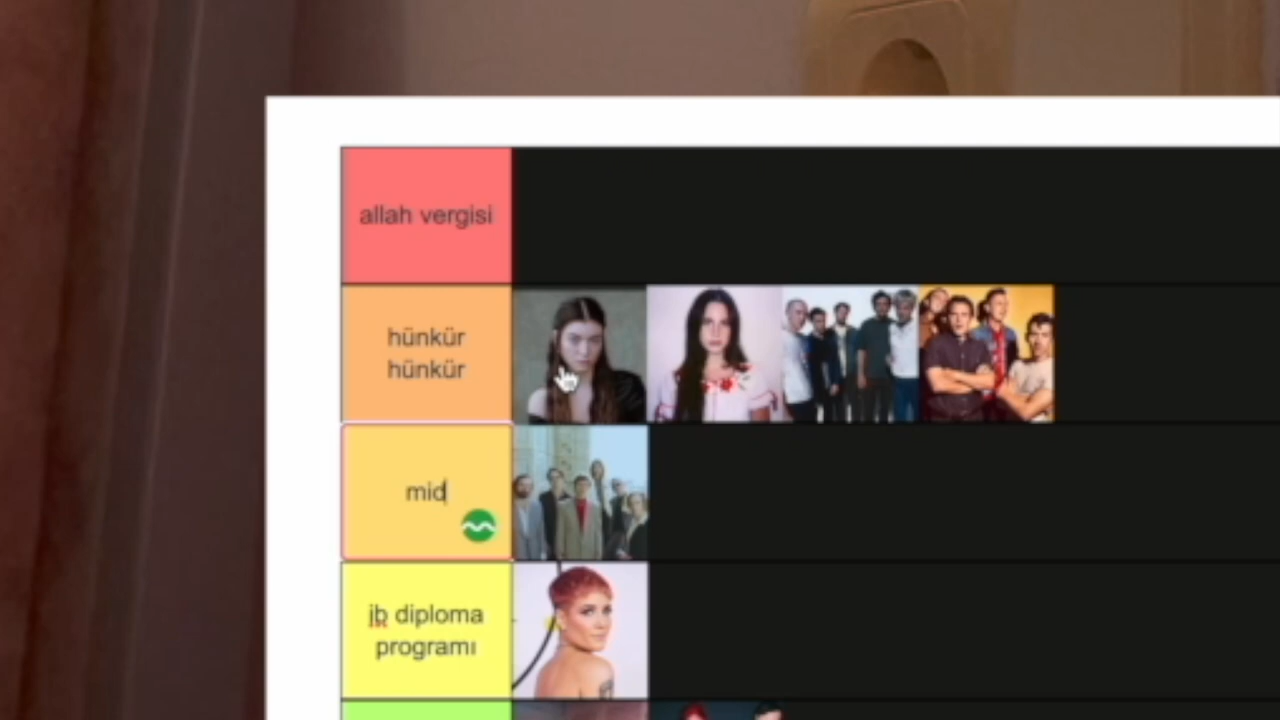 allah vergisi
hünkür
hünkür
mid
ib diploma
programı